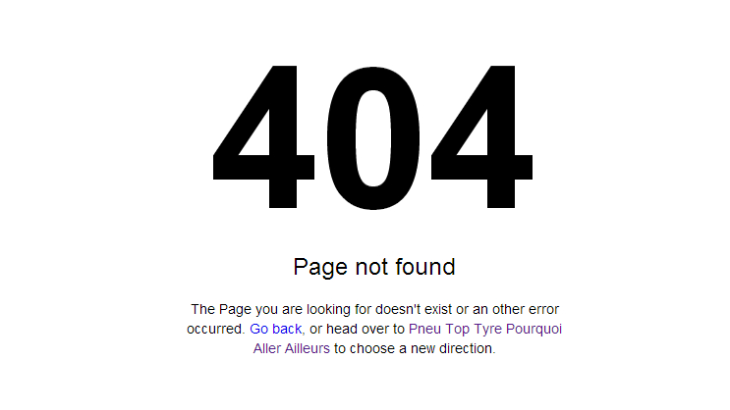 404
Page not found
The Page you are looking for doesn't exist or an other error
occurred. Go back, or head over to Pneu Top Tyre Pourquoi
Aller Ailleurs to choose a new direction.